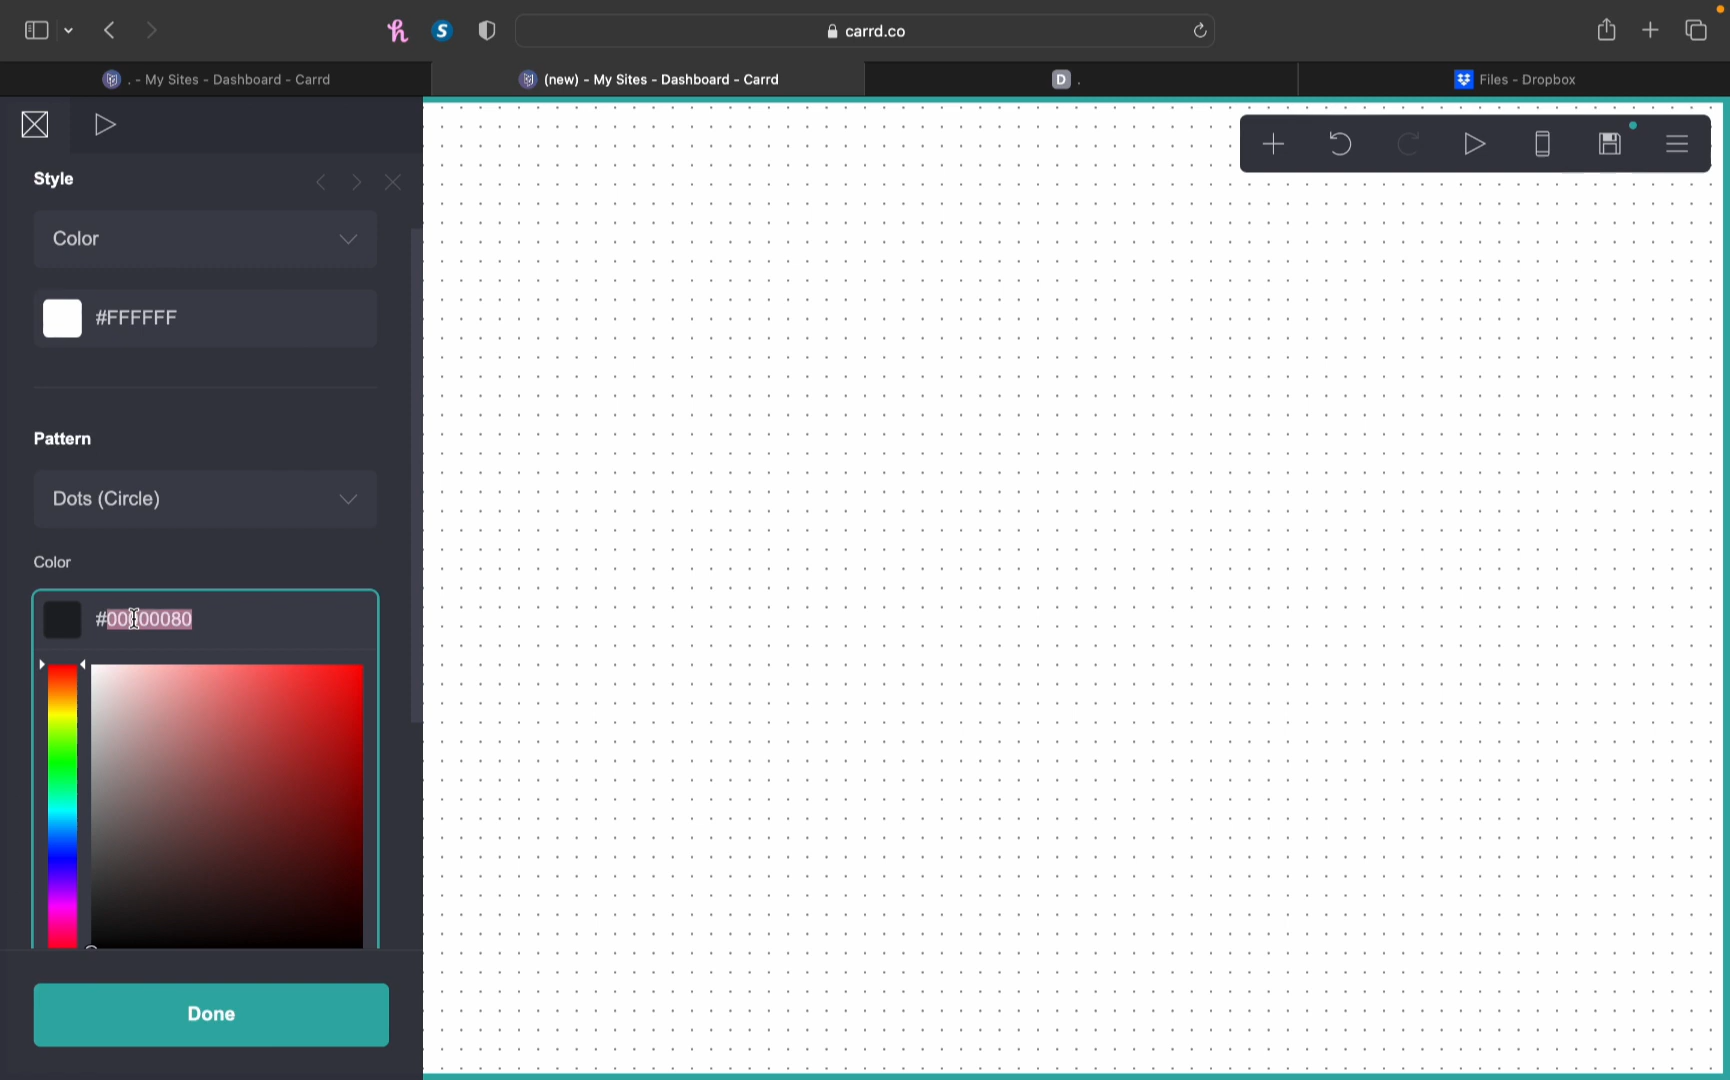 carrd.co
. - My Sites - Dashboard - Carrd
(new) - My Sites - Dashboard - Carrd
D .
Files - Dropbox
Style
Color
#FFFFFF
Pattern
Dots (Circle)
Color
#00000080
Done